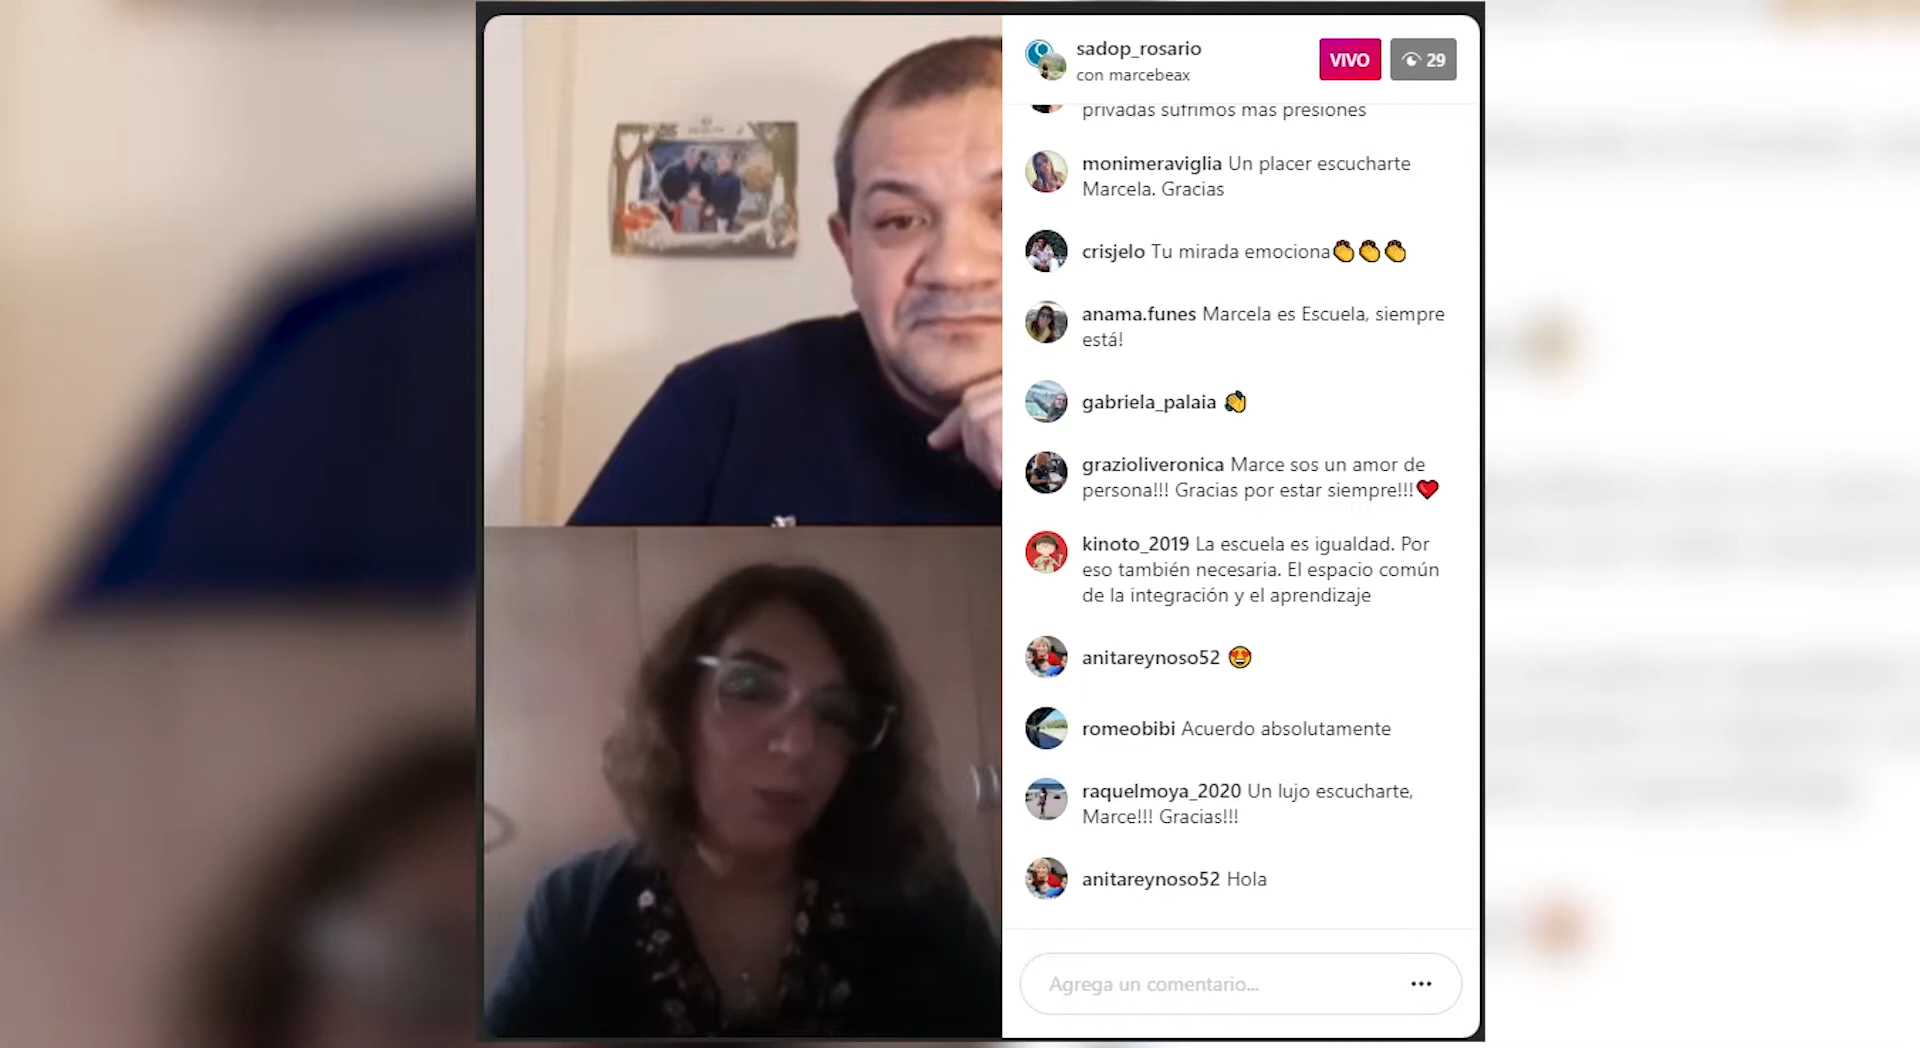 sadop_rosario
con marcebeax
VIVO
29
privadas sufrimos más presiones
monimeraviglia Un placer escucharte
Marcela. Gracias
crisjelo Tu mirada emociona👏👏👏
anama.funes Marcela es Escuela, siempre
está!
gabriela_palaia 👏
grazioliveronica Marce sos un amor de
persona!!! Gracias por estar siempre!!!❤️
kinoto_2019 La escuela es igualdad. Por
eso también necesaria. El espacio común
de la integración y el aprendizaje
anitareynoso52 😍
romeobibi Acuerdo absolutamente
raquelmoya_2020 Un lujo escucharte,
Marce!!! Gracias!!!
anitareynoso52 Hola
Agrega un comentario...